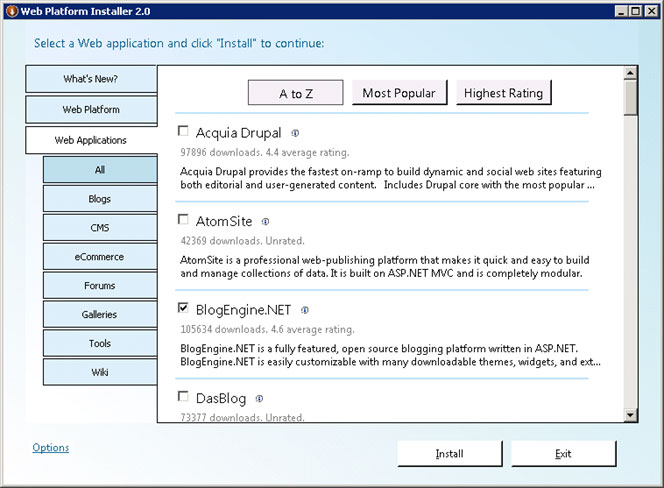 Web Platform Installer 2.0
Select a Web application and click "Install" to continue:
What's New?
Web Platform
Web Applications
All
Blogs
CMS
eCommerce
Forums
Galleries
Tools
Wiki
A to Z
Most Popular
Highest Rating
Acquia Drupal
97896 downloads. 4.4 average rating.
Acquia Drupal provides the fastest on-ramp to build dynamic and social web sites featuring
both editorial and user-generated content. Includes Drupal core with the most popular ...
AtomSite
42369 downloads. Unrated.
AtomSite is a professional web-publishing platform that makes it quick and easy to build
and manage collections of data. It is built on ASP.NET MVC and is completely modular.
BlogEngine.NET
105634 downloads. 4.6 average rating.
BlogEngine.NET is a fully featured, open source blogging platform written in ASP.NET.
BlogEngine.NET is easily customizable with many downloadable themes, widgets, and ext...
DasBlog
73377 downloads. Unrated.
Options
Install
Exit